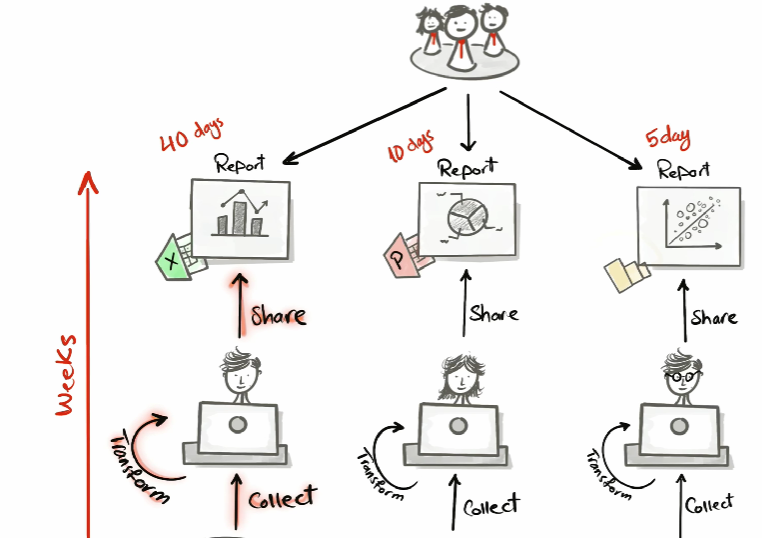 40 days
10 days
5 day
Report
Report
Report
X
P
Share
Share
Share
Weeks
Transform
Transform
Transform
Collect
Collect
Collect